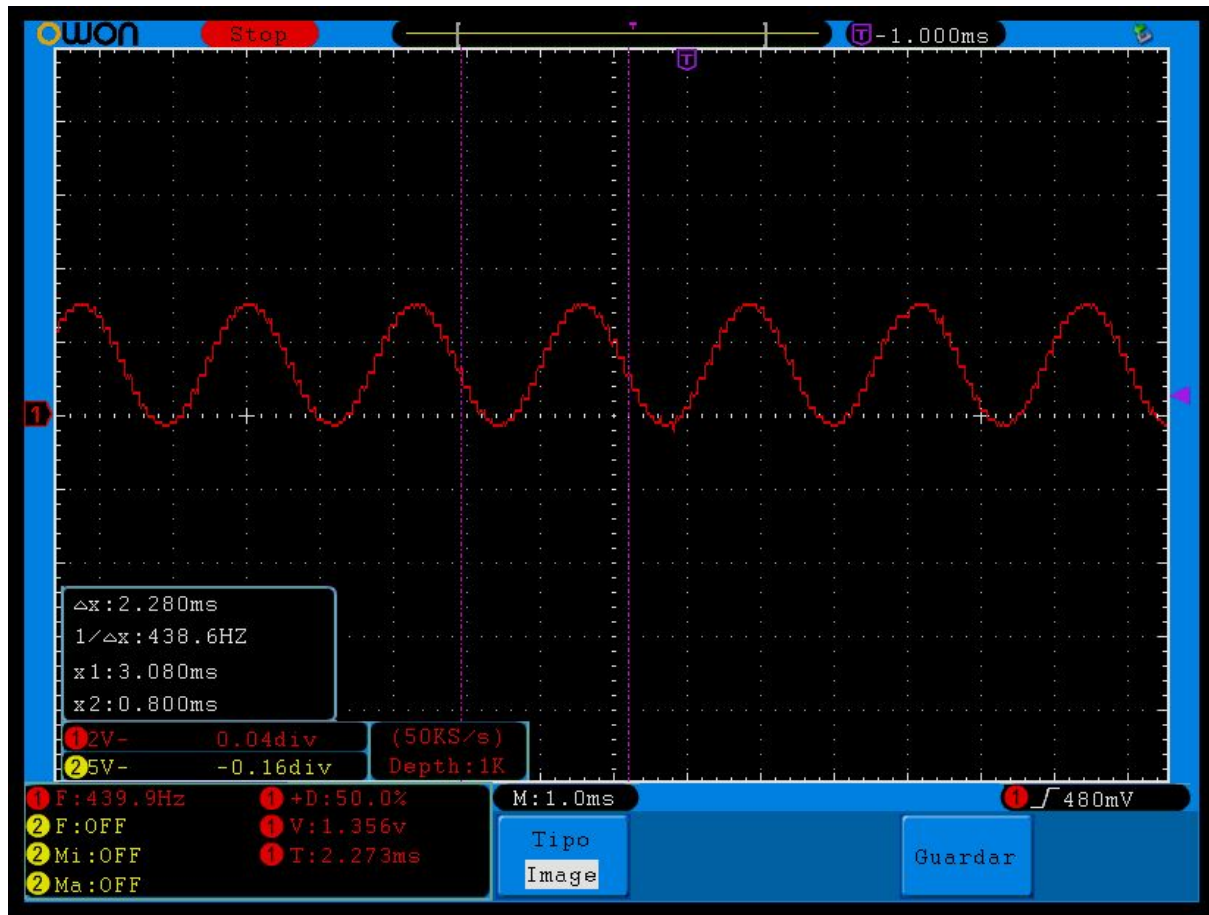 owon Stop T -1.000ms
T
1
△x:2.280ms
1/△x:438.6HZ
x1:3.080ms
x2:0.800ms
1 2V- 0.04div (50KS/s)
2 5V- -0.16div Depth:1K
1 F:439.9Hz 1 +D:50.0% M:1.0ms 1 480mV
2 F:OFF 1 V:1.356v Tipo
2 Mi:OFF 1 T:2.273ms Image Guardar
2 Ma:OFF